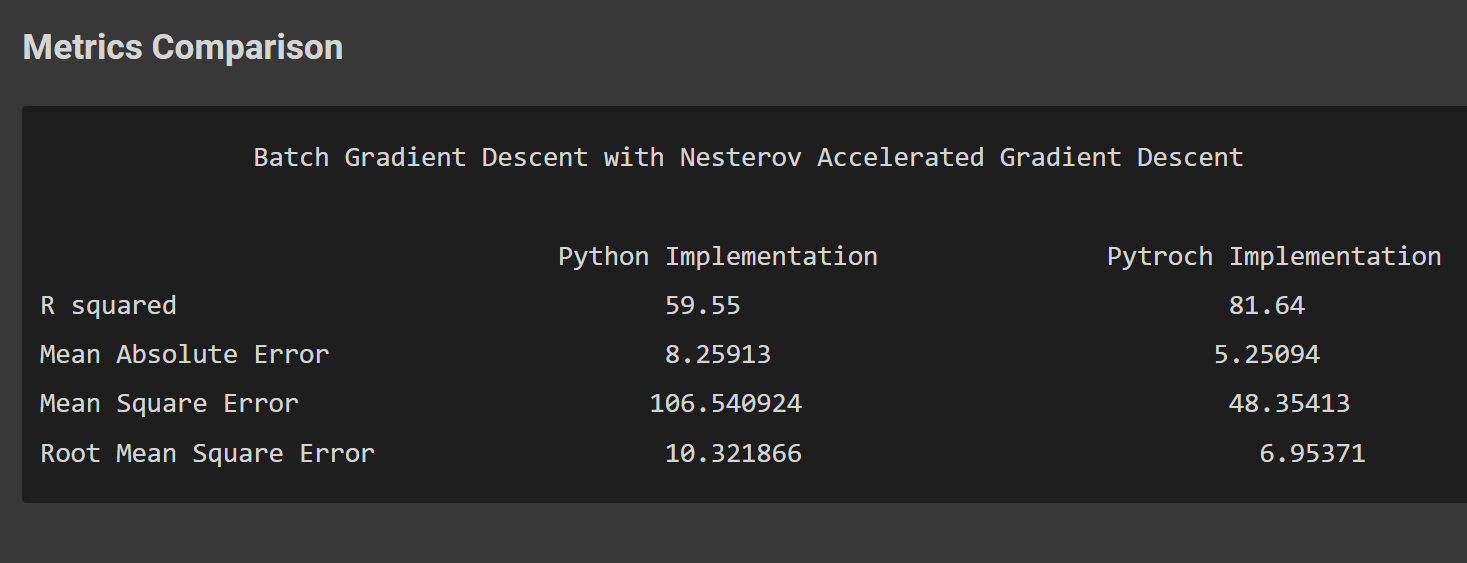 Metrics Comparison
Batch Gradient Descent with Nesterov Accelerated Gradient Descent
Python Implementation Pytroch Implementation
R squared 59.55 81.64
Mean Absolute Error 8.25913 5.25094
Mean Square Error 106.540924 48.35413
Root Mean Square Error 10.321866 6.95371